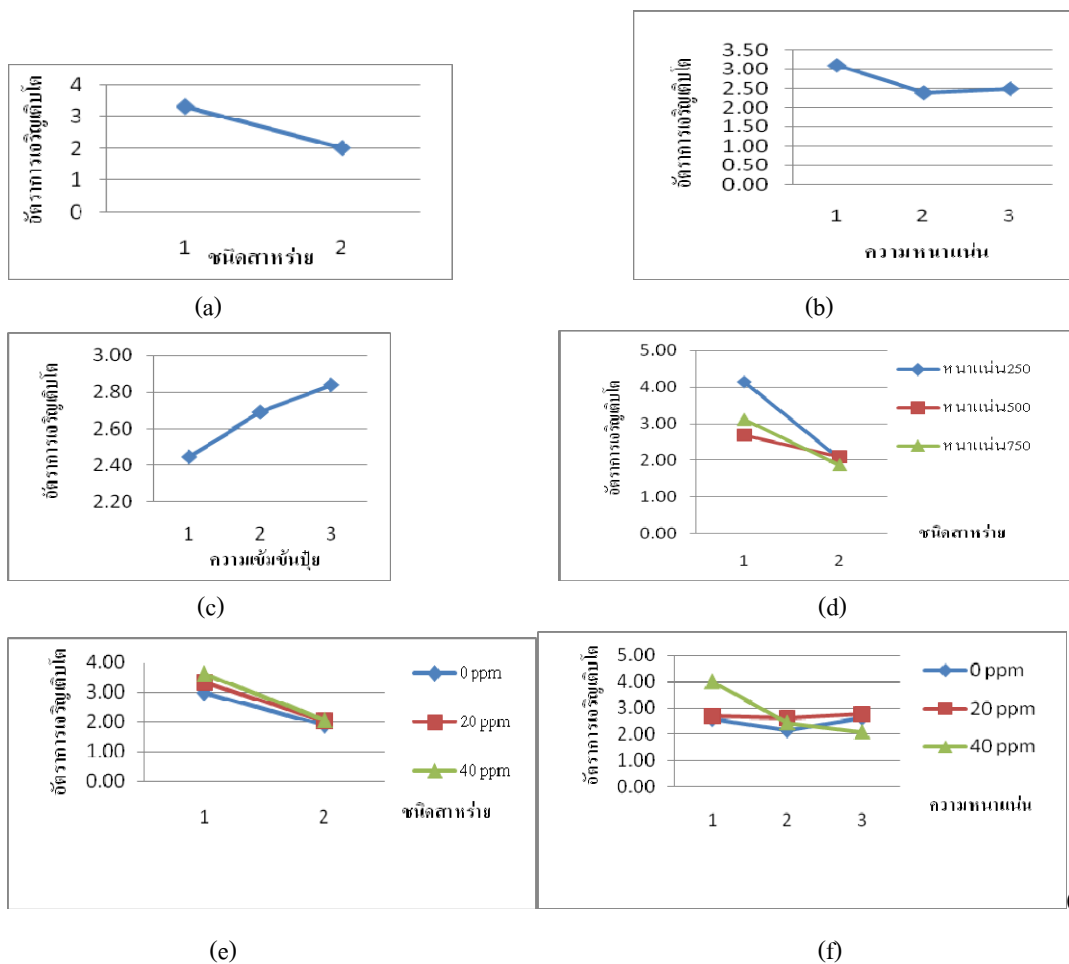 อัตราการเจริญเติบโต
4
3
2
1
0
1
2
ชนิดสาหร่าย
(a)
อัตราการเจริญเติบโต
3.50
3.00
2.50
2.00
1.50
1.00
0.50
0.00
1
2
3
ความหนาแน่น
(b)
อัตราการเจริญเติบโต
3.00
2.80
2.60
2.40
2.20
1
2
3
ความเข้มข้นปุ๋ย
(c)
อัตราการเจริญเติบโต
5.00
4.00
3.00
2.00
1.00
0.00
1
2
หนาแน่น250
หนาแน่น500
หนาแน่น750
ชนิดสาหร่าย
(d)
อัตราการเจริญเติบโต
4.00
3.00
2.00
1.00
0.00
1
2
0 ppm
20 ppm
40 ppm
ชนิดสาหร่าย
(e)
อัตราการเจริญเติบโต
5.00
4.00
3.00
2.00
1.00
0.00
1
2
3
0 ppm
20 ppm
40 ppm
ความหนาแน่น
(f)